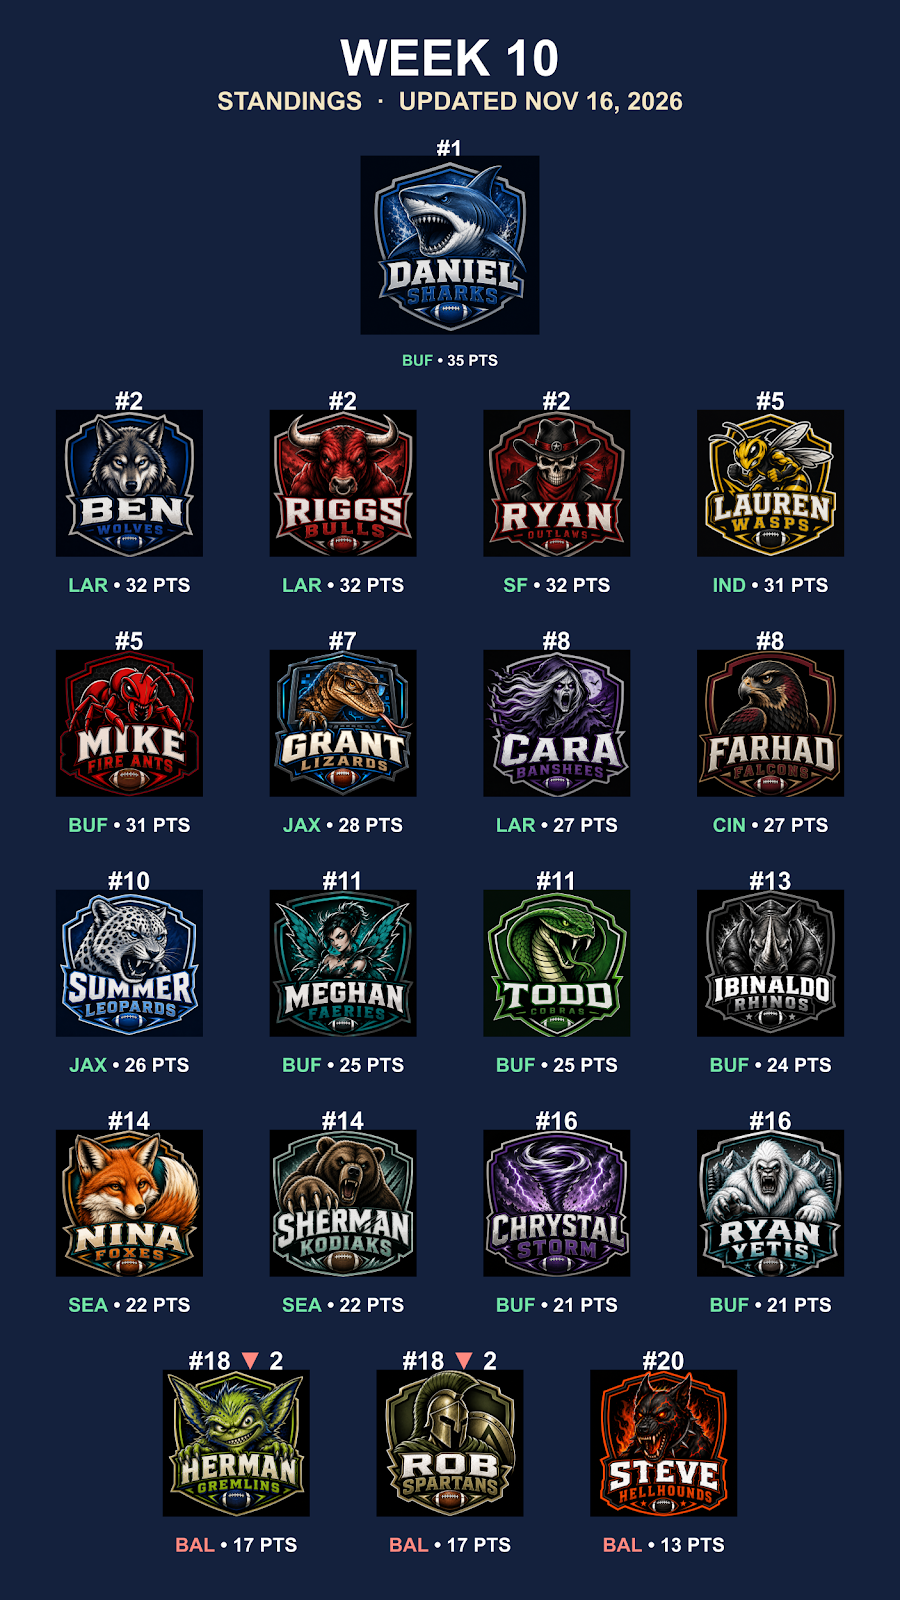 WEEK 10
STANDINGS · UPDATED NOV 16, 2026
#1
DANIEL
SHARKS
BUF • 35 PTS
#2
BEN
WOLVES
LAR • 32 PTS
#2
RIGGS
BULLS
LAR • 32 PTS
#2
RYAN
OUTLAWS
SF • 32 PTS
#5
LAUREN
WASPS
IND • 31 PTS
#5
MIKE
FIRE ANTS
BUF • 31 PTS
#7
GRANT
LIZARDS
JAX • 28 PTS
#8
CARA
BANSHEES
LAR • 27 PTS
#8
FARHAD
FALCONS
CIN • 27 PTS
#10
SUMMER
LEOPARDS
JAX • 26 PTS
#11
MEGHAN
FAERIES
BUF • 25 PTS
#11
TODD
COBRAS
BUF • 25 PTS
#13
IBINALDO
RHINOS
BUF • 24 PTS
#14
NINA
FOXES
SEA • 22 PTS
#14
SHERMAN
KODIAKS
SEA • 22 PTS
#16
CHRYSTAL
STORM
BUF • 21 PTS
#16
RYAN
YETIS
BUF • 21 PTS
#18 ▼ 2
HERMAN
GREMLINS
BAL • 17 PTS
#18 ▼ 2
ROB
SPARTANS
BAL • 17 PTS
#20
STEVE
HELLHOUNDS
BAL • 13 PTS